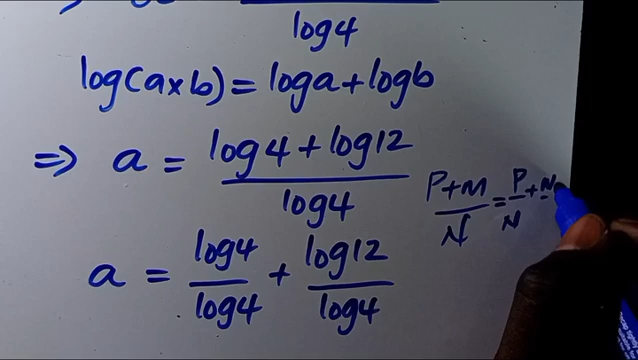 log4
log(a×b) = loga + logb
⇒ a = (log4 + log12)/log4
(P+M)/N = P/N +
a = log4/log4 + log12/log4